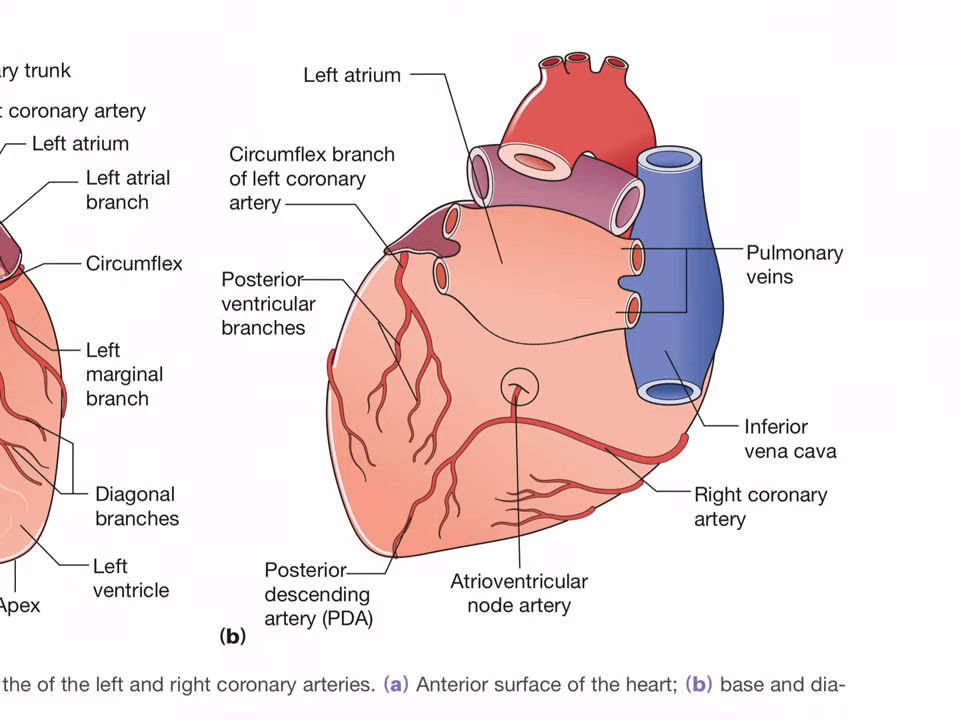 ry trunk
coronary artery
Left atrium
Left atrial
branch
Circumflex
Left
marginal
branch
Diagonal
branches
Left
ventricle
Apex
Left atrium
Circumflex branch
of left coronary
artery
Posterior
ventricular
branches
Pulmonary
veins
Inferior
vena cava
Right coronary
artery
Posterior
descending
artery (PDA)
Atrioventricular
node artery
(b)
the of the left and right coronary arteries. (a) Anterior surface of the heart; (b) base and dia-